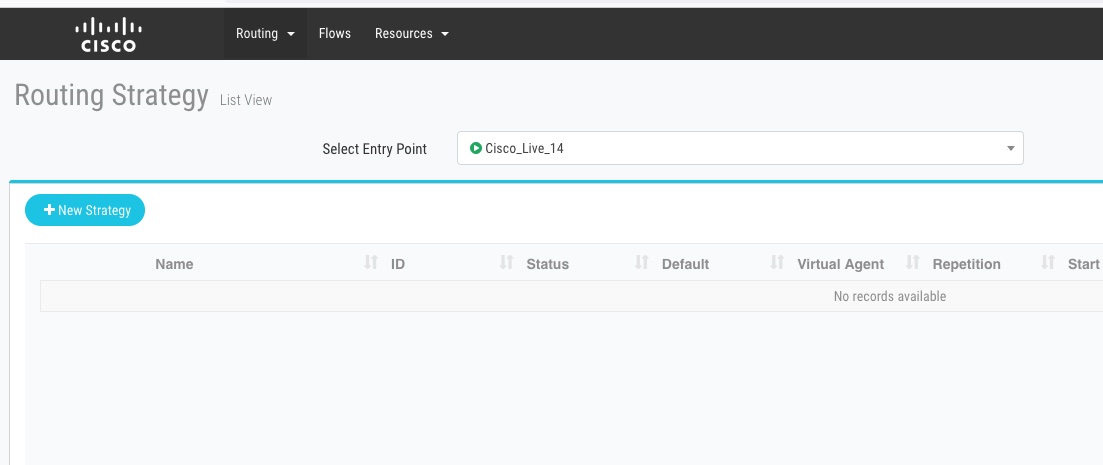 CISCO
Routing Flows Resources
Routing Strategy List View
Select Entry Point Cisco_Live_14
New Strategy
Name ID Status Default Virtual Agent Repetition Start
No records available